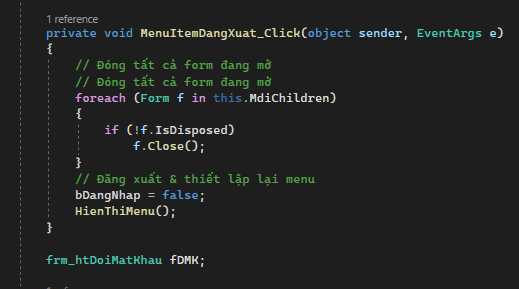 1 reference
private void MenuItemDangXuat_Click(object sender, EventArgs e)
{
// Đóng tất cả form đang mở
// Đóng tất cả form đang mở
foreach (Form f in this.MdiChildren)
{
if (!f.IsDisposed)
f.Close();
}
// Đăng xuất & thiết lập lại menu
bDangNhap = false;
HienThiMenu();
}
frm_htDoiMatKhau fDMK;